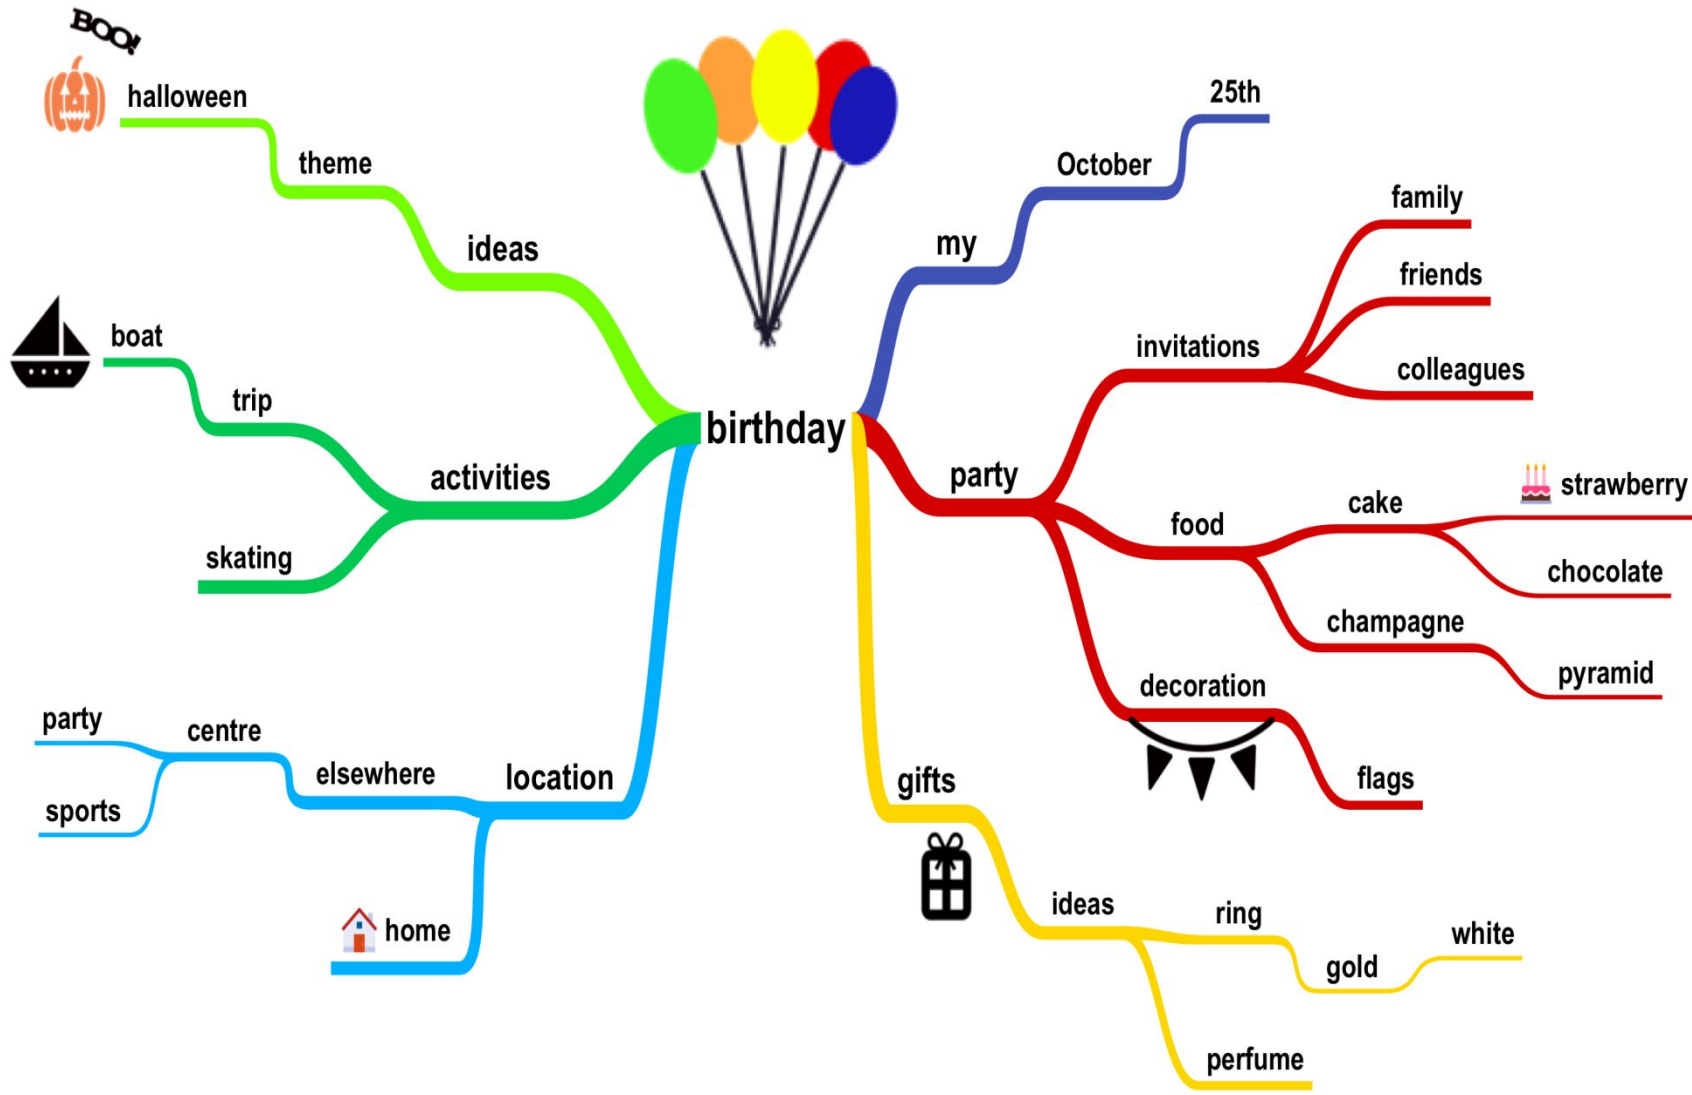 BOO!
halloween
theme
ideas
boat
trip
activities
skating
party
centre
sports
elsewhere
location
home
birthday
my
October
25th
party
invitations
family
friends
colleagues
food
cake
strawberry
chocolate
champagne
pyramid
decoration
flags
gifts
ideas
ring
gold
white
perfume